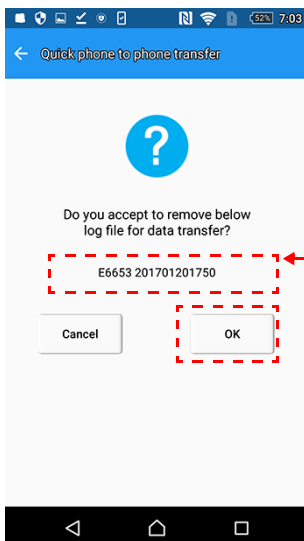 52% 7:03
Quick phone to phone transfer
?
Do you accept to remove below
log file for data transfer?
E6653 201701201750
Cancel OK